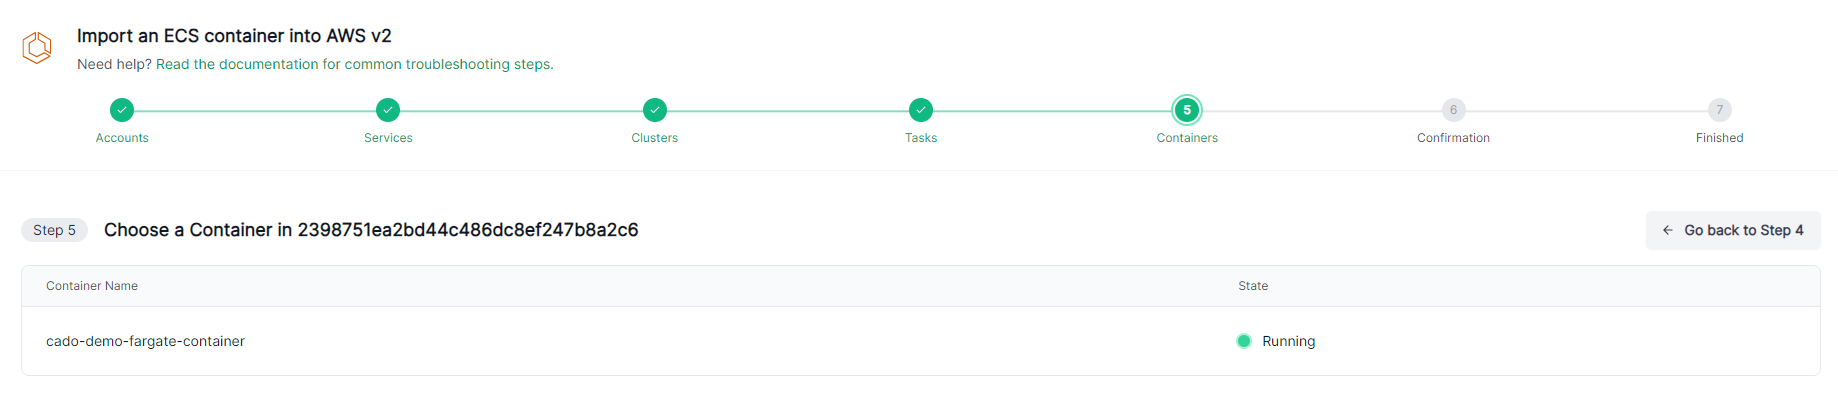 Import an ECS container into AWS v2
Need help? Read the documentation for common troubleshooting steps.
5 6 7
Accounts Services Clusters Tasks Containers Confirmation Finished
Step 5 Choose a Container in 2398751ea2bd44c486dc8ef247b8a2c6 ← Go back to Step 4
Container Name State
cado-demo-fargate-container Running